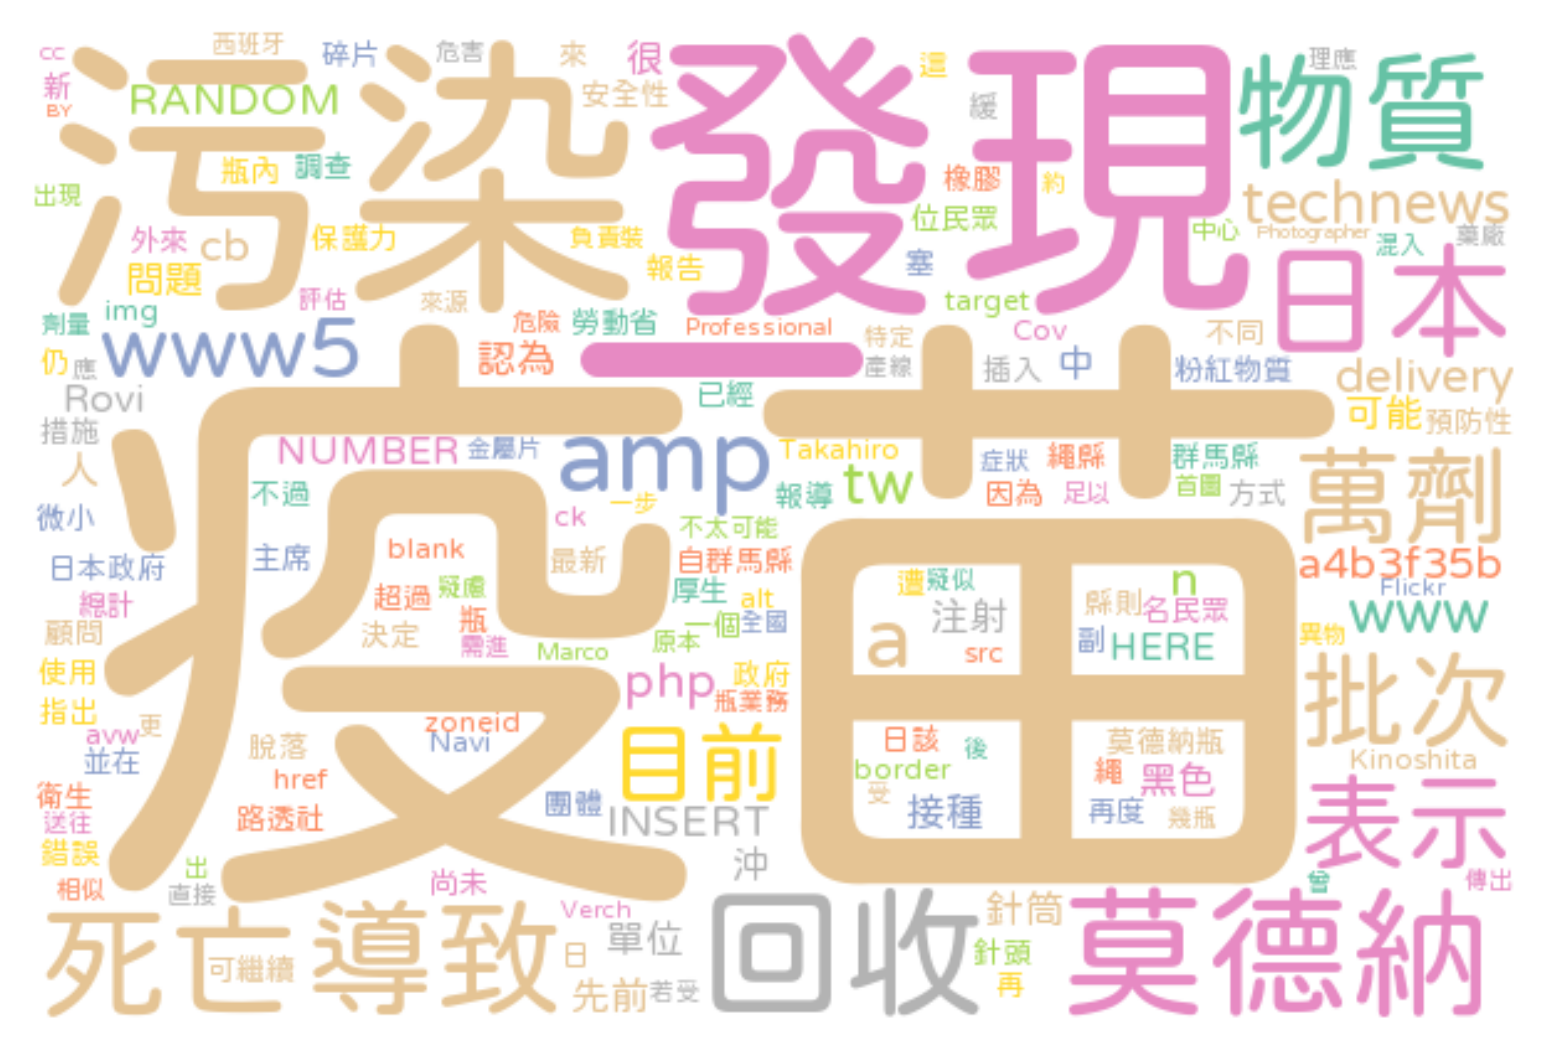 污染
發現
疫苗
一
物質
日本
莫德納
回收
死亡
導致
目前
批次
表示
萬劑
technews
www5
amp
delivery
a4b3f35b
www
tw
php
a
cc
新
BY
西班牙
碎片
危害
來
很
安全性
RANDOM
這
緩
理應
瓶內
調查
出現
外來
cb
保護力
負責裝
問題
報告
評估
來源
劑量
img
仍
應
危險
勞動省
Professional
認為
橡膠
約
位民眾
中心
Photographer
混入
藥廠
塞
target
Cov
不同
特定
產線
插入
中
粉紅物質
可能
預防性
Rovi
措施
人
微小
日本政府
總計
顧問
使用
指出
avw
更
並在
衛生
送往
錯誤
相似
出
直接
已經
NUMBER
金屬片
Takahiro
症狀
繩縣
群馬縣
報導
因為
足以
首圖
方式
不過
一步
ck
不太可能
主席
blank
最新
自群馬縣
超過
疑慮
厚生
alt
瓶
決定
需進
Marco
原本
一個
全國
政府
瓶業務
zoneid
Navi
脫落
href
路透社
團體
INSERT
沖
尚未
遭
疑似
注射
src
n
縣則
名民眾
副
HERE
Flickr
異物
日該
後
border
受
接種
莫德納瓶
繩
黑色
再度
幾瓶
Kinoshita
曾
傳出
可繼續
Verch
日
單位
先前
若受
針筒
針頭
再